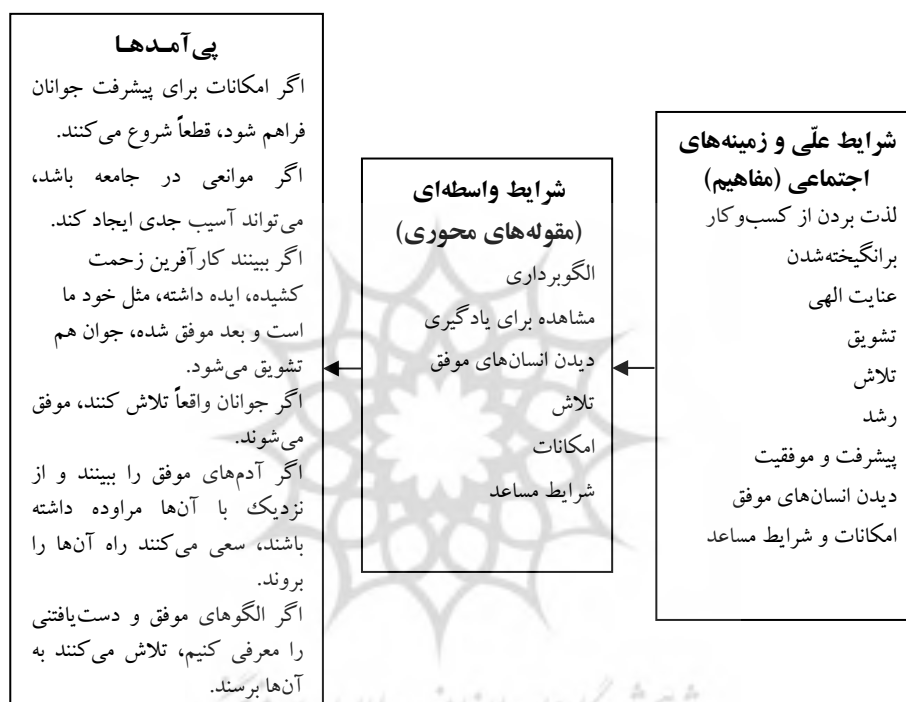 شرایط علّی و زمینه‌های
اجتماعی (مفاهیم)
لذت بردن از کسب‌وکار
برانگیخته‌شدن
عنایت الهی
تشویق
تلاش
رشد
پیشرفت و موفقیت
دیدن انسان‌های موفق
امکانات و شرایط مساعد
شرایط واسطه‌ای
(مقوله‌های محوری)
الگوبرداری
مشاهده برای یادگیری
دیدن انسان‌های موفق
تلاش
امکانات
شرایط مساعد
پی‌آمـدهـا
اگر امکانات برای پیشرفت جوانان
فراهم شود، قطعاً شروع می‌کنند.
اگر موانعی در جامعه باشد،
می‌تواند آسیب جدی ایجاد کند.
اگر ببینند کارآفرین زحمت
کشیده، ایده داشته، مثل خود ما
است و بعد موفق شده، جوان هم
تشویق می‌شود.
اگر جوانان واقعاً تلاش کنند، موفق
می‌شوند.
اگر آدم‌های موفق را ببینند و از
نزدیک با آن‌ها مراوده داشته
باشند، سعی می‌کنند راه آن‌ها را
بروند.
اگر الگوهای موفق و دست‌یافتنی
را معرفی کنیم، تلاش می‌کنند به
آن‌ها برسند.